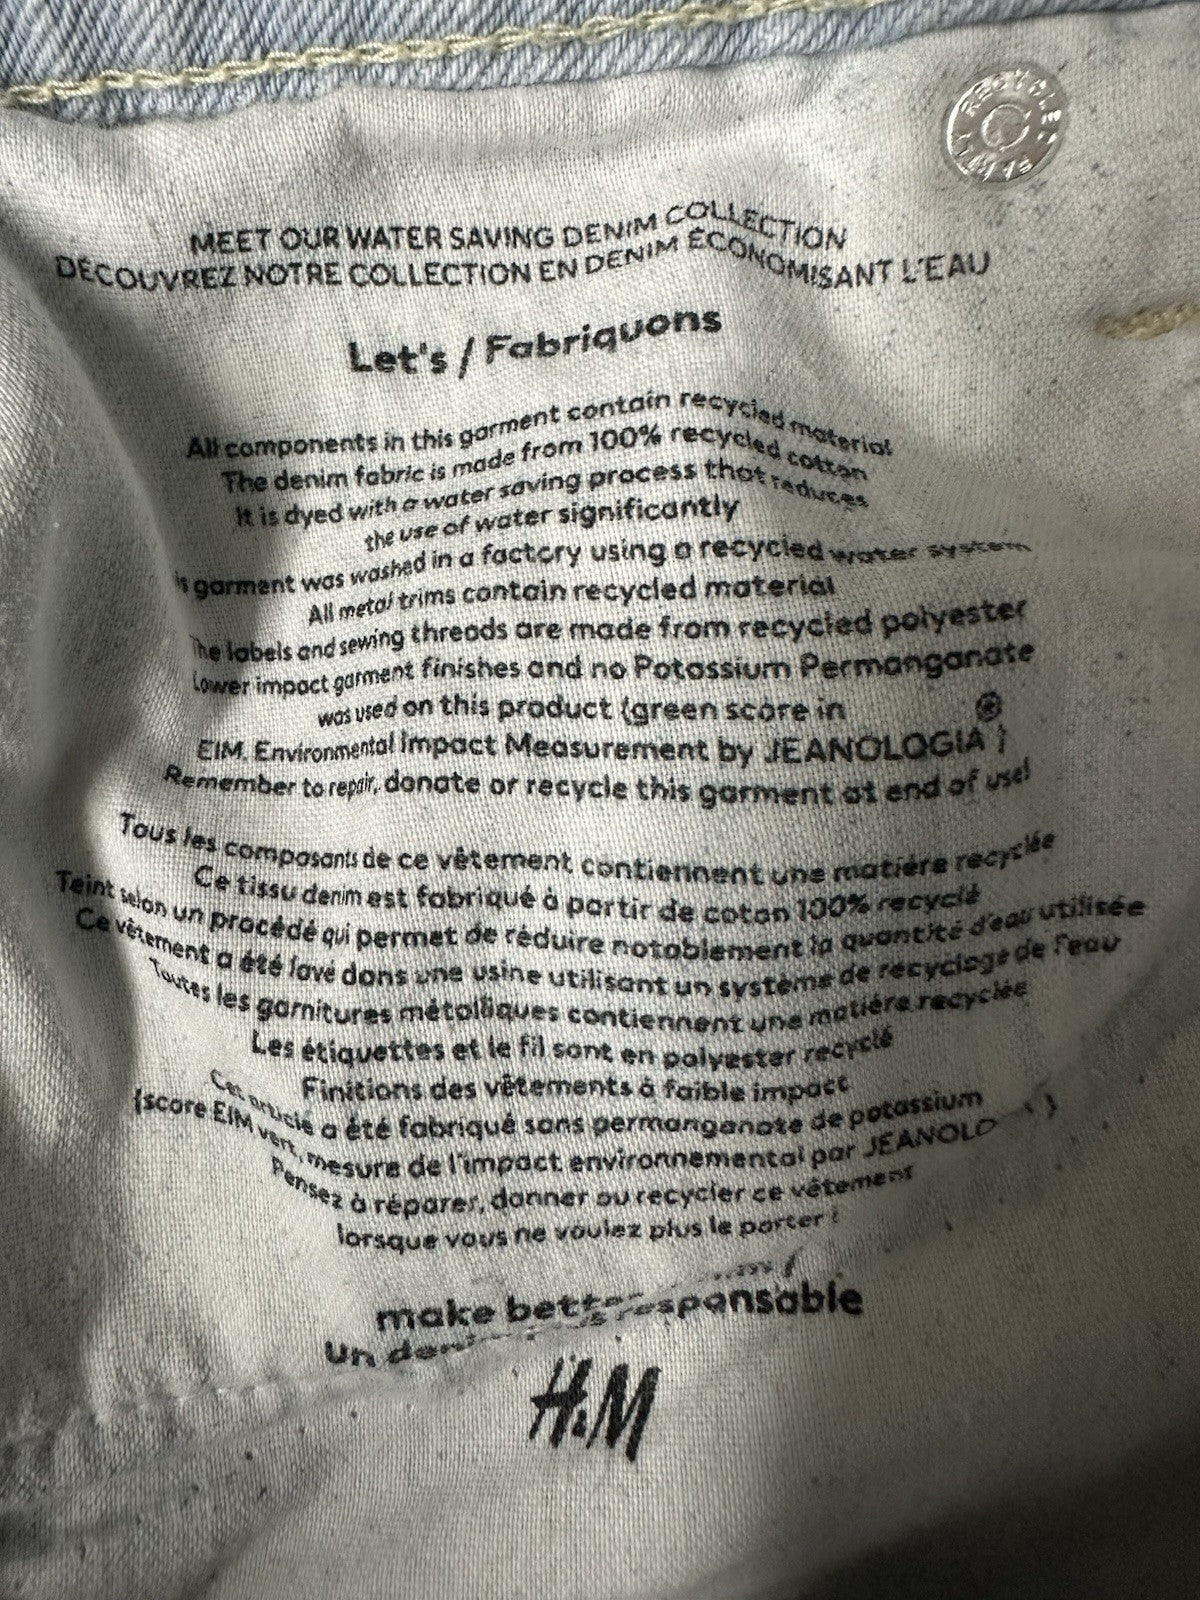 RECYCLE:
MEET OUR WATER SAVING DENIM COLLECTION
DÉCOUVREZ NOTRE COLLECTION EN DENIM ÉCONOMISANT L'EAU
Let's / Fabriquons
All components in this garment contain recycled material
The denim fabric is made from 100% recycled cotton
It is dyed with a water saving process that reduces
the use of water significantly
is garment was washed in a factory using a recycled water system
All metal trims contain recycled material
The labels and sewing threads are made from recycled polyester
Lower impact garment finishes and no Potassium Permanganate
was used on this product (green score in
EIM. Environmental Impact Measurement by JEANOLOGIA®)
Remember to repair, donate or recycle this garment at end of use!
Tous les composants de ce vêtement contiennent une matière recyclée
Ce tissu denim est fabriqué à partir de coton 100% recyclé
Teint selon un procédé qui permet de réduire notablement la quantité d'eau utilisée
Ce vêtement a été lavé dans une usine utilisant un système de recyclage de l'eau
Toutes les garnitures métalliques contiennent une matière recyclée
Les étiquettes et le fil sont en polyester recyclé
Finitions des vêtements à faible impact
Cet article a été fabriqué sans permanganate de potassium
(score EIM vert, mesure de l'impact environnemental par JEANOLO )
Pensez à réparer, donner ou recycler ce vêtement
lorsque vous ne voulez plus le porter !
make better /
un responsable
H&M